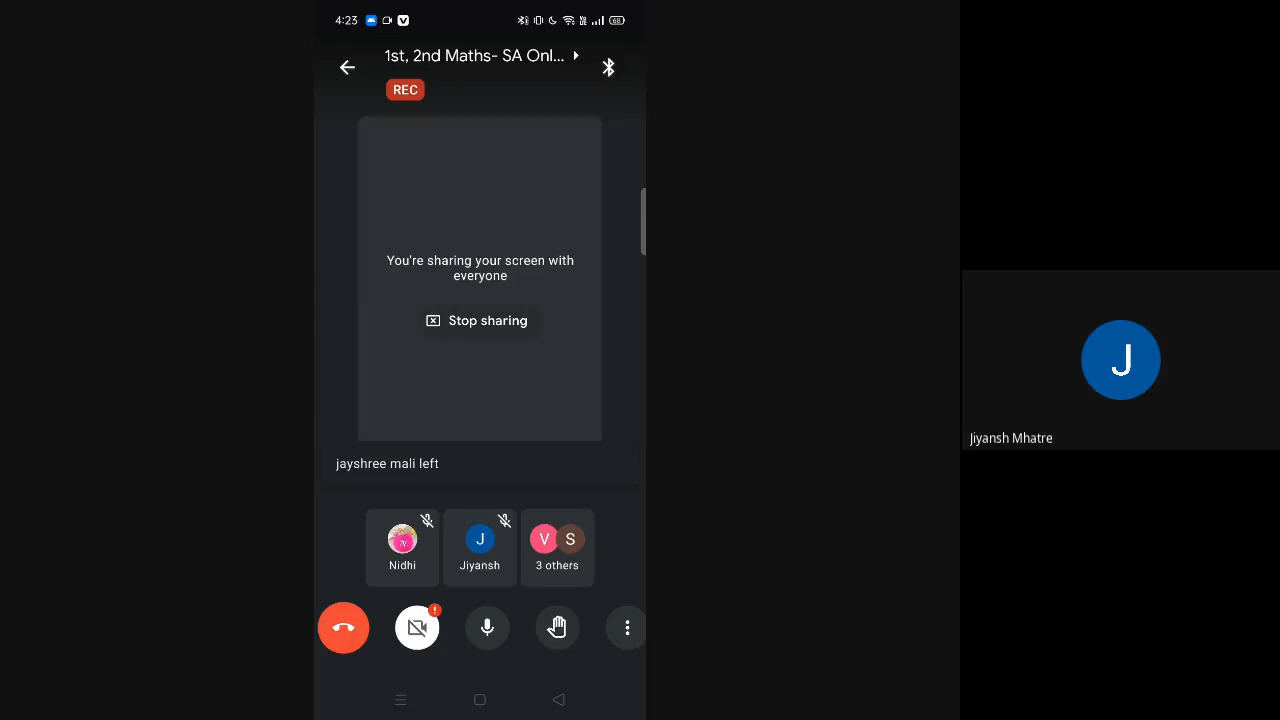 4:23
68
1st, 2nd Maths- SA Onl...
REC
You're sharing your screen with
everyone
Stop sharing
jayshree mali left
N
J
V S
Nidhi
Jiyansh
3 others
J
Jiyansh Mhatre